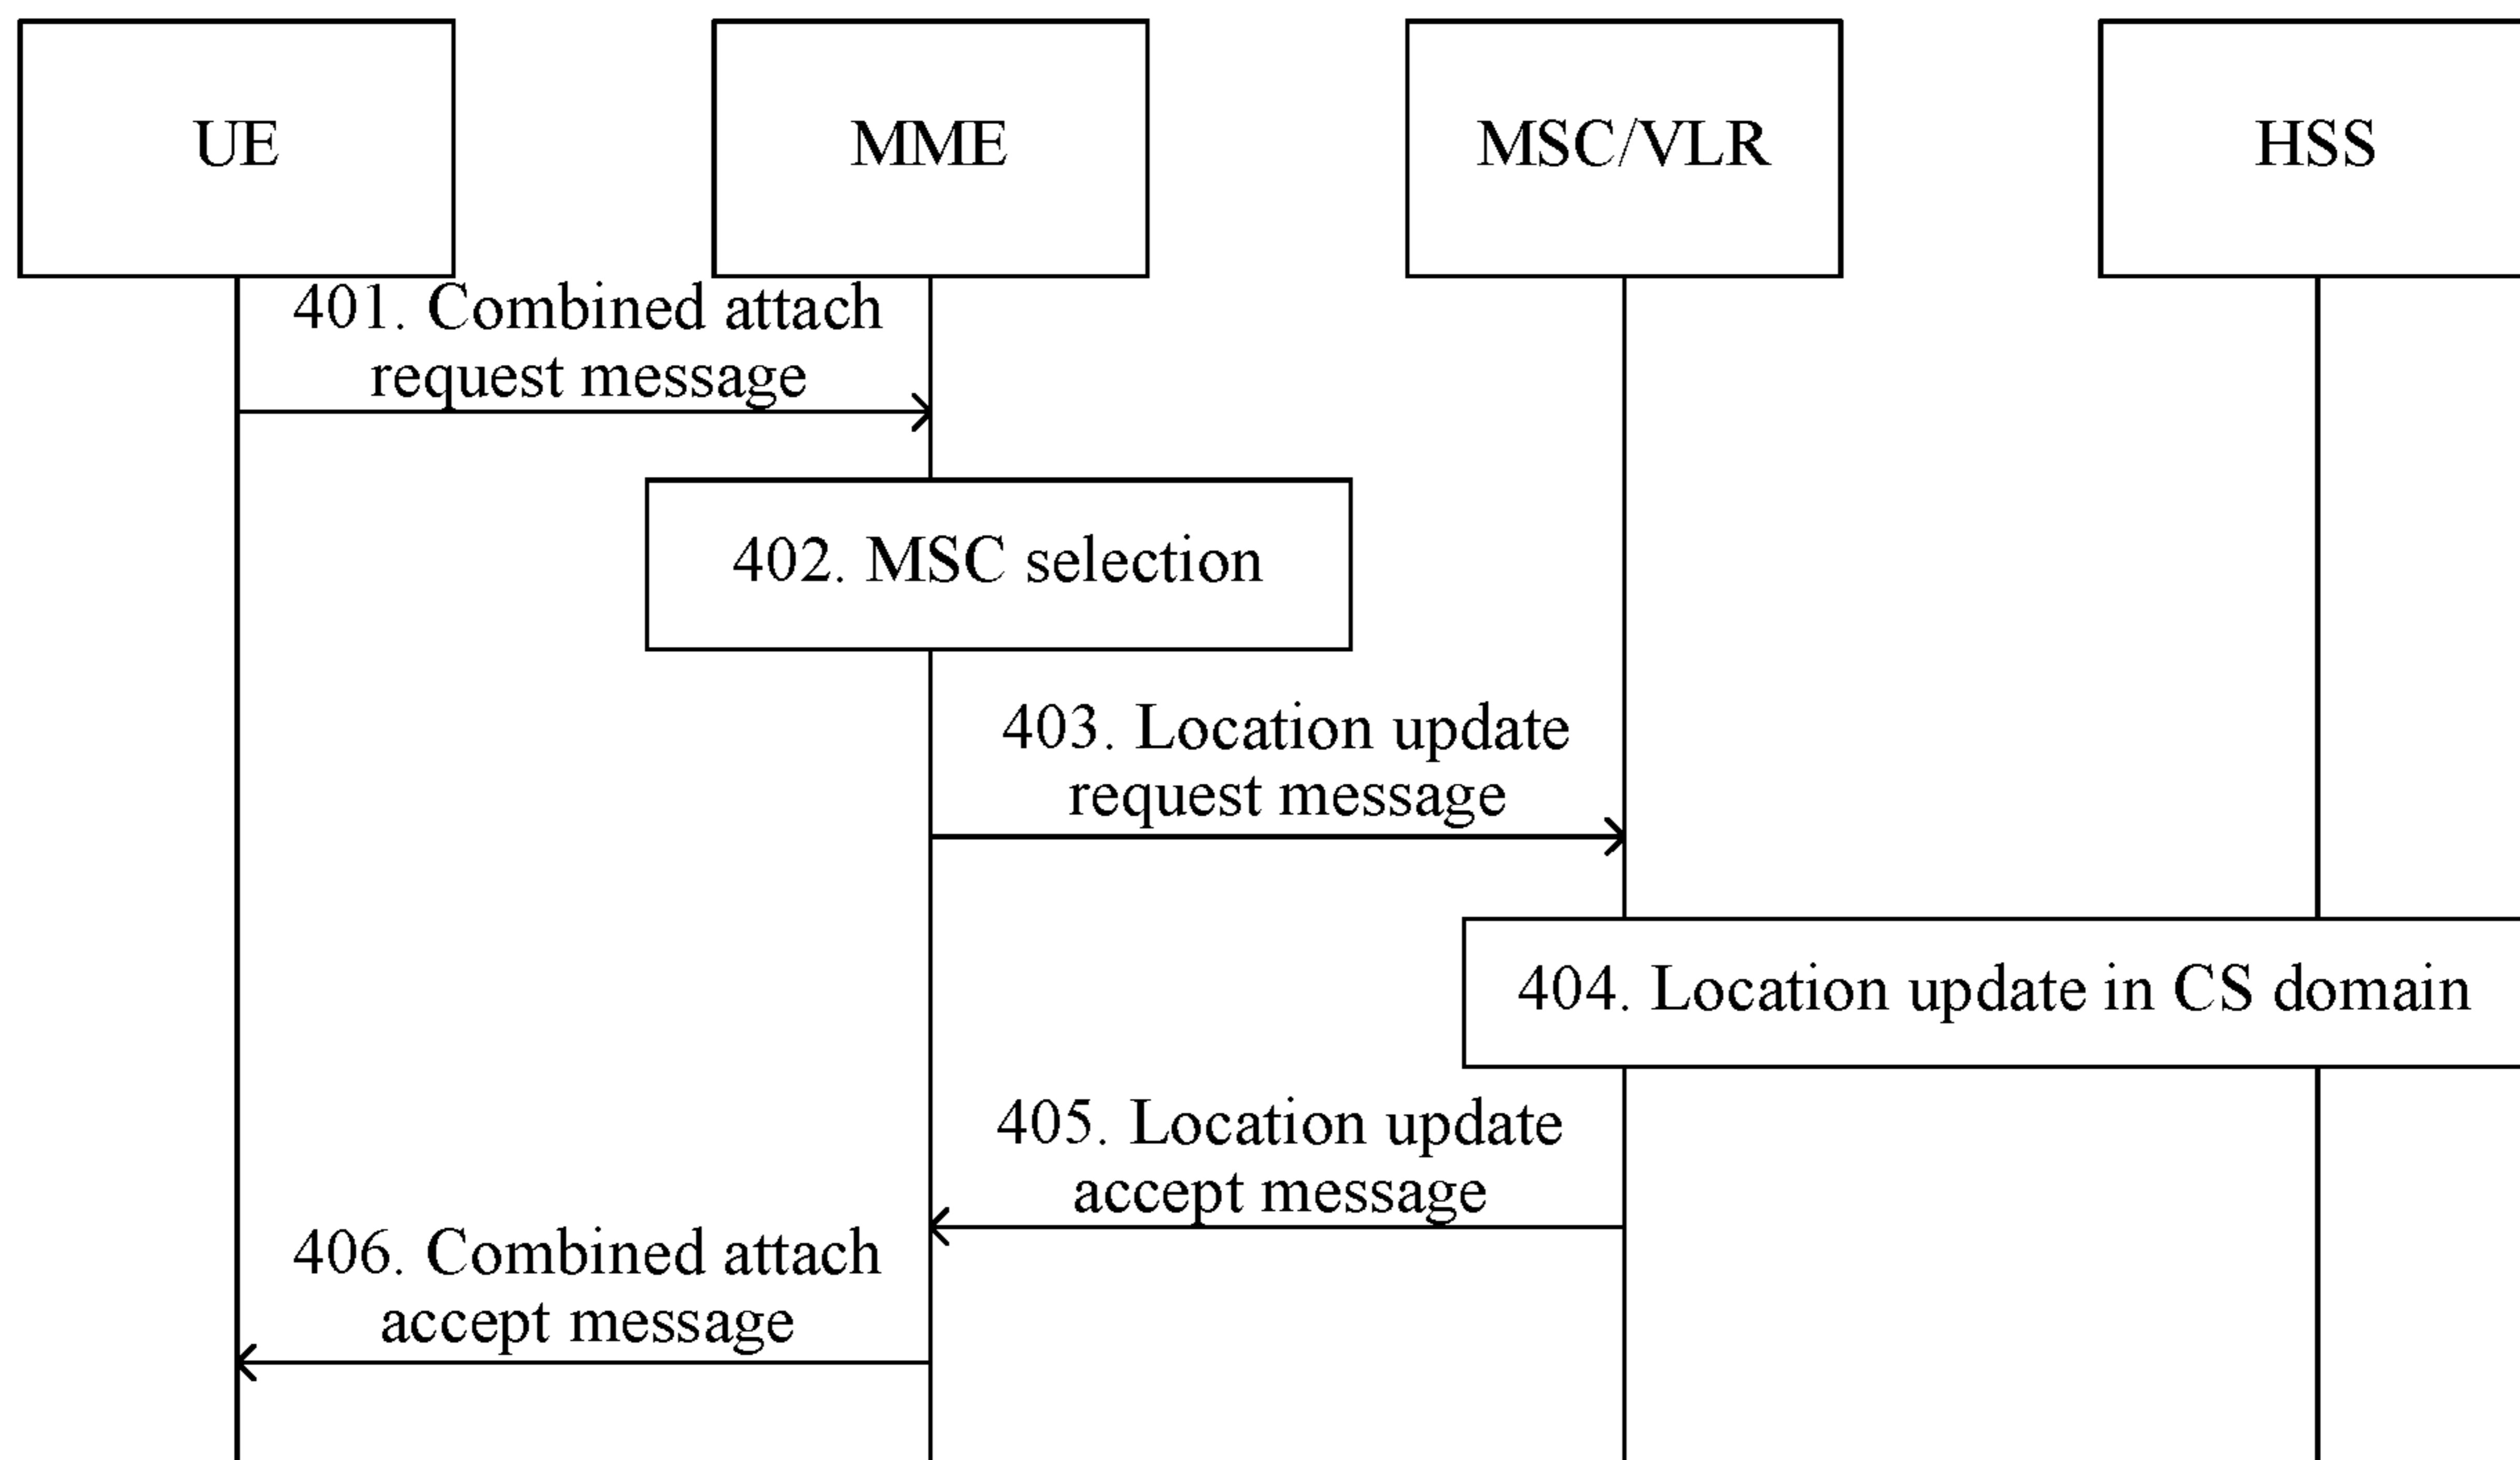 UE
MME
MSC/VLR
HSS
401. Combined attach
request message
402. MSC selection
403. Location update
request message
404. Location update in CS domain
405. Location update
accept message
406. Combined attach
accept message